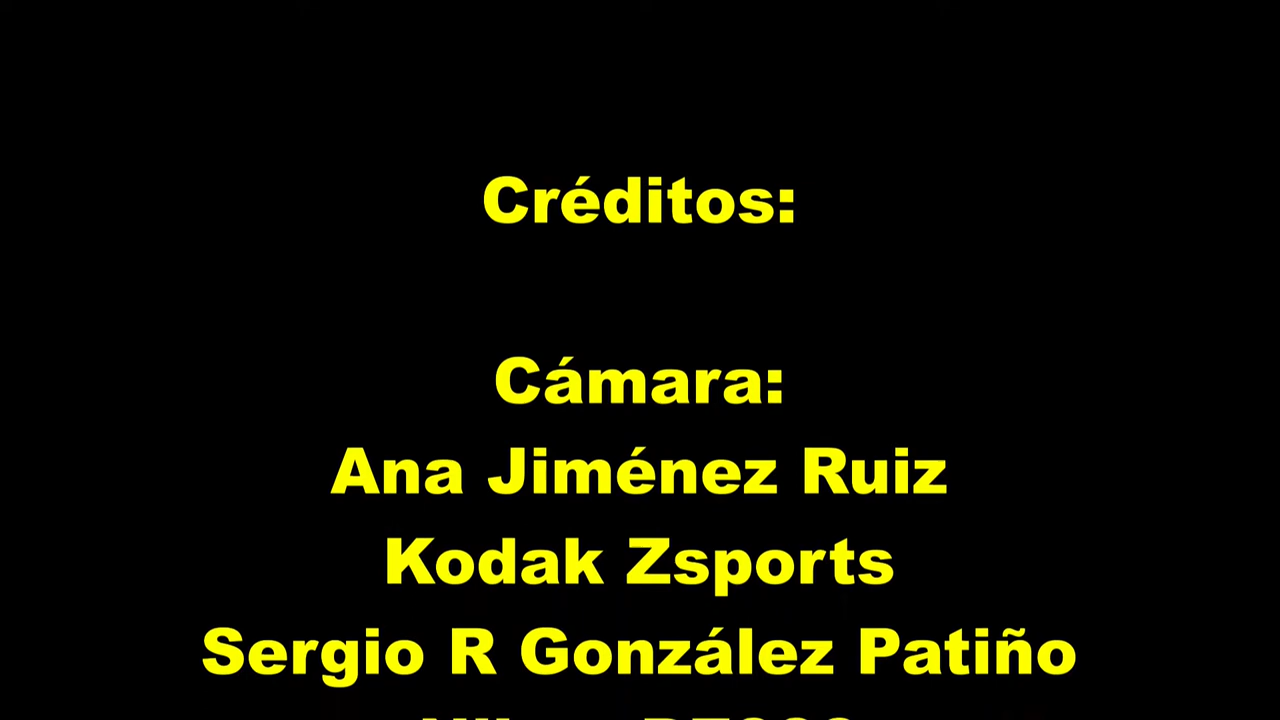 Créditos:
Cámara:
Ana Jiménez Ruiz
Kodak Zsports
Sergio R González Patiño